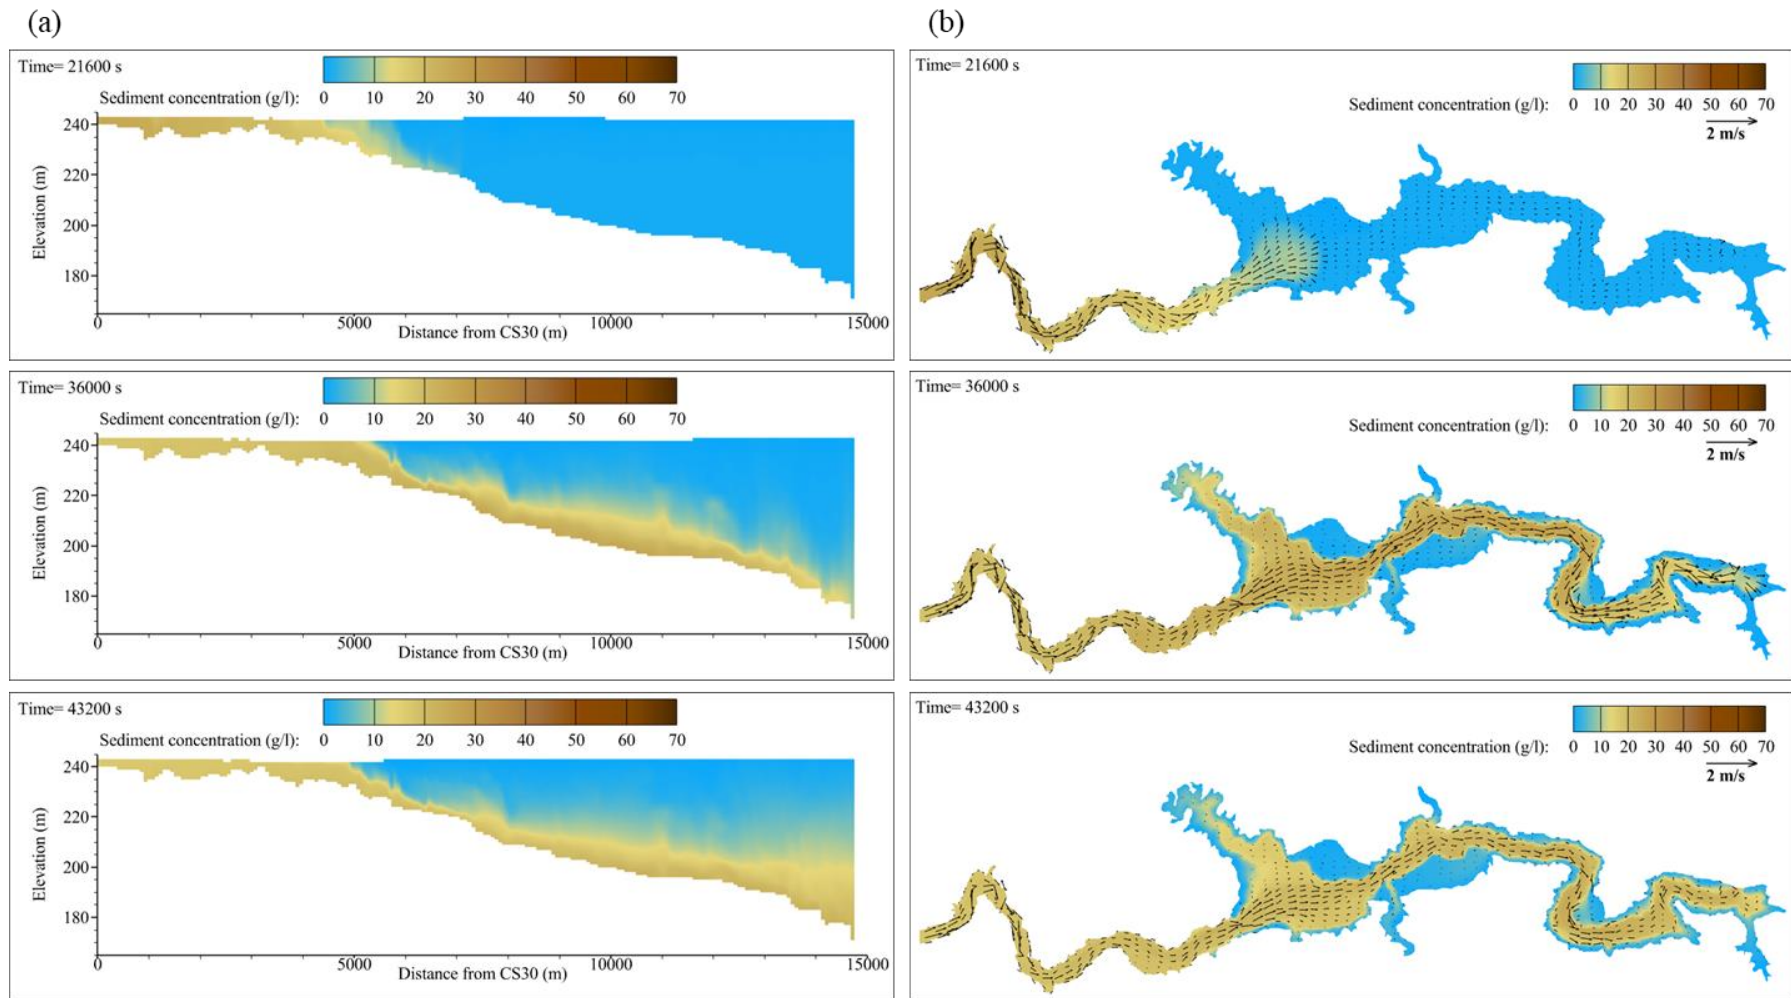 (a)
(b)
Time= 21600 s
Sediment concentration (g/l): 0 10 20 30 40 50 60 70
240
220
200
180
Elevation (m)
0 5000 10000 15000
Distance from CS30 (m)
Time= 21600 s
Sediment concentration (g/l): 0 10 20 30 40 50 60 70
2 m/s
Time= 36000 s
Sediment concentration (g/l): 0 10 20 30 40 50 60 70
240
220
200
180
Elevation (m)
0 5000 10000 15000
Distance from CS30 (m)
Time= 36000 s
Sediment concentration (g/l): 0 10 20 30 40 50 60 70
2 m/s
Time= 43200 s
Sediment concentration (g/l): 0 10 20 30 40 50 60 70
240
220
200
180
Elevation (m)
0 5000 10000 15000
Distance from CS30 (m)
Time= 43200 s
Sediment concentration (g/l): 0 10 20 30 40 50 60 70
2 m/s